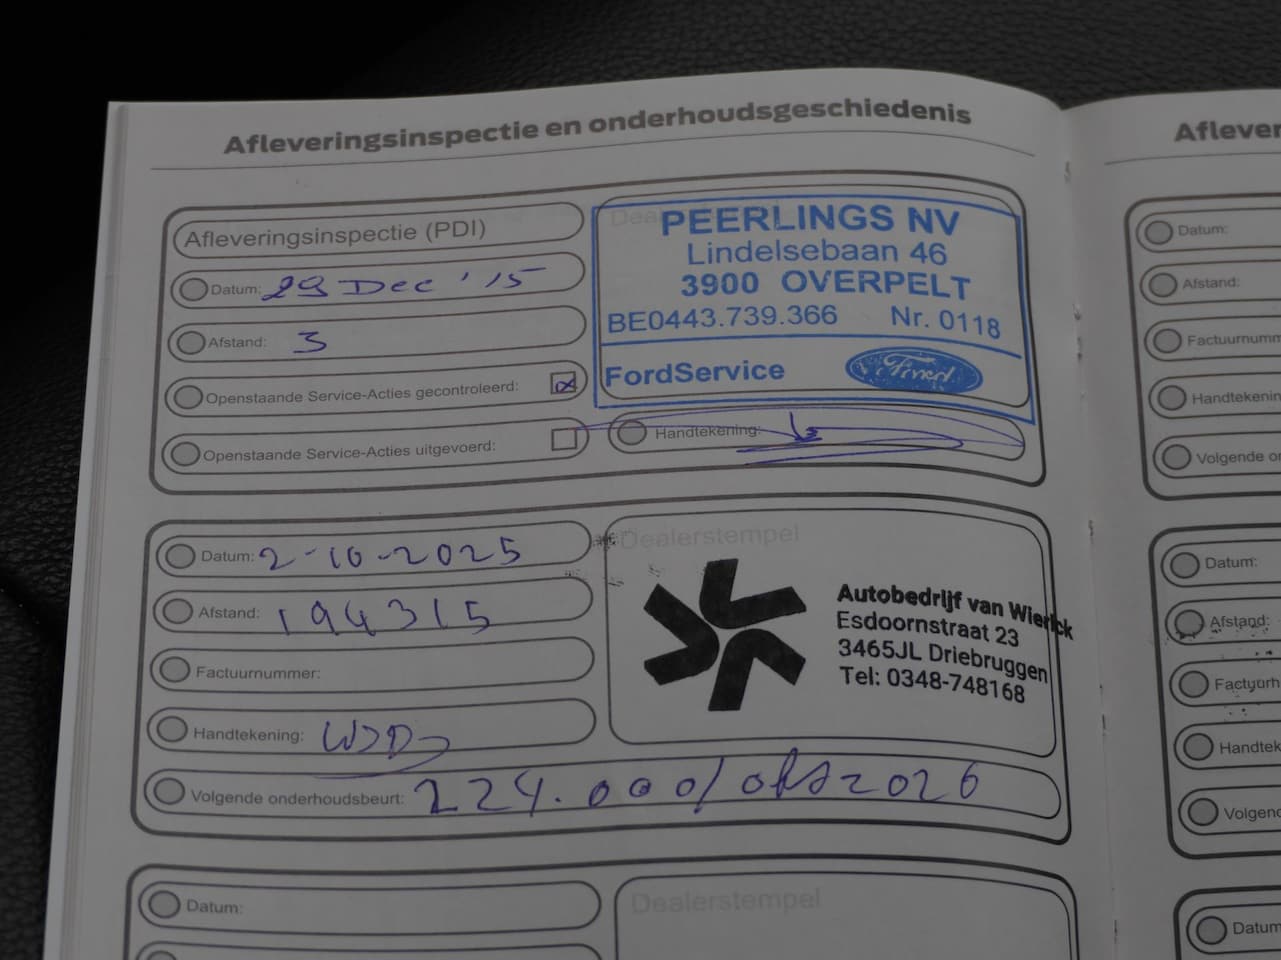 Afleveringsinspectie en onderhoudsgeschiedenis
Afleveringsinspectie (PDI)
Datum: 29 Dec '15
Afstand: 3
Openstaande Service-Acties gecontroleerd:
Openstaande Service-Acties uitgevoerd:
PEERLINGS NV
Lindelsebaan 46
3900 OVERPELT
BE0443.739.366 Nr. 0118
FordService
Ford
Handtekening:
Datum: 2-10-2025
Afstand: 194315
Factuurnummer:
Handtekening:
Volgende onderhoudsbeurt: 224.000/ okt 2026
Dealerstempel
Autobedrijf van Wierick
Esdoornstraat 23
3465JL Driebruggen
Tel: 0348-748168
Datum:
Dealerstempel
Aflever
Datum:
Afstand:
Factuurnumm
Handtekenin
Volgende o
Datum:
Afstand:
Handtek
Volgend
Datum